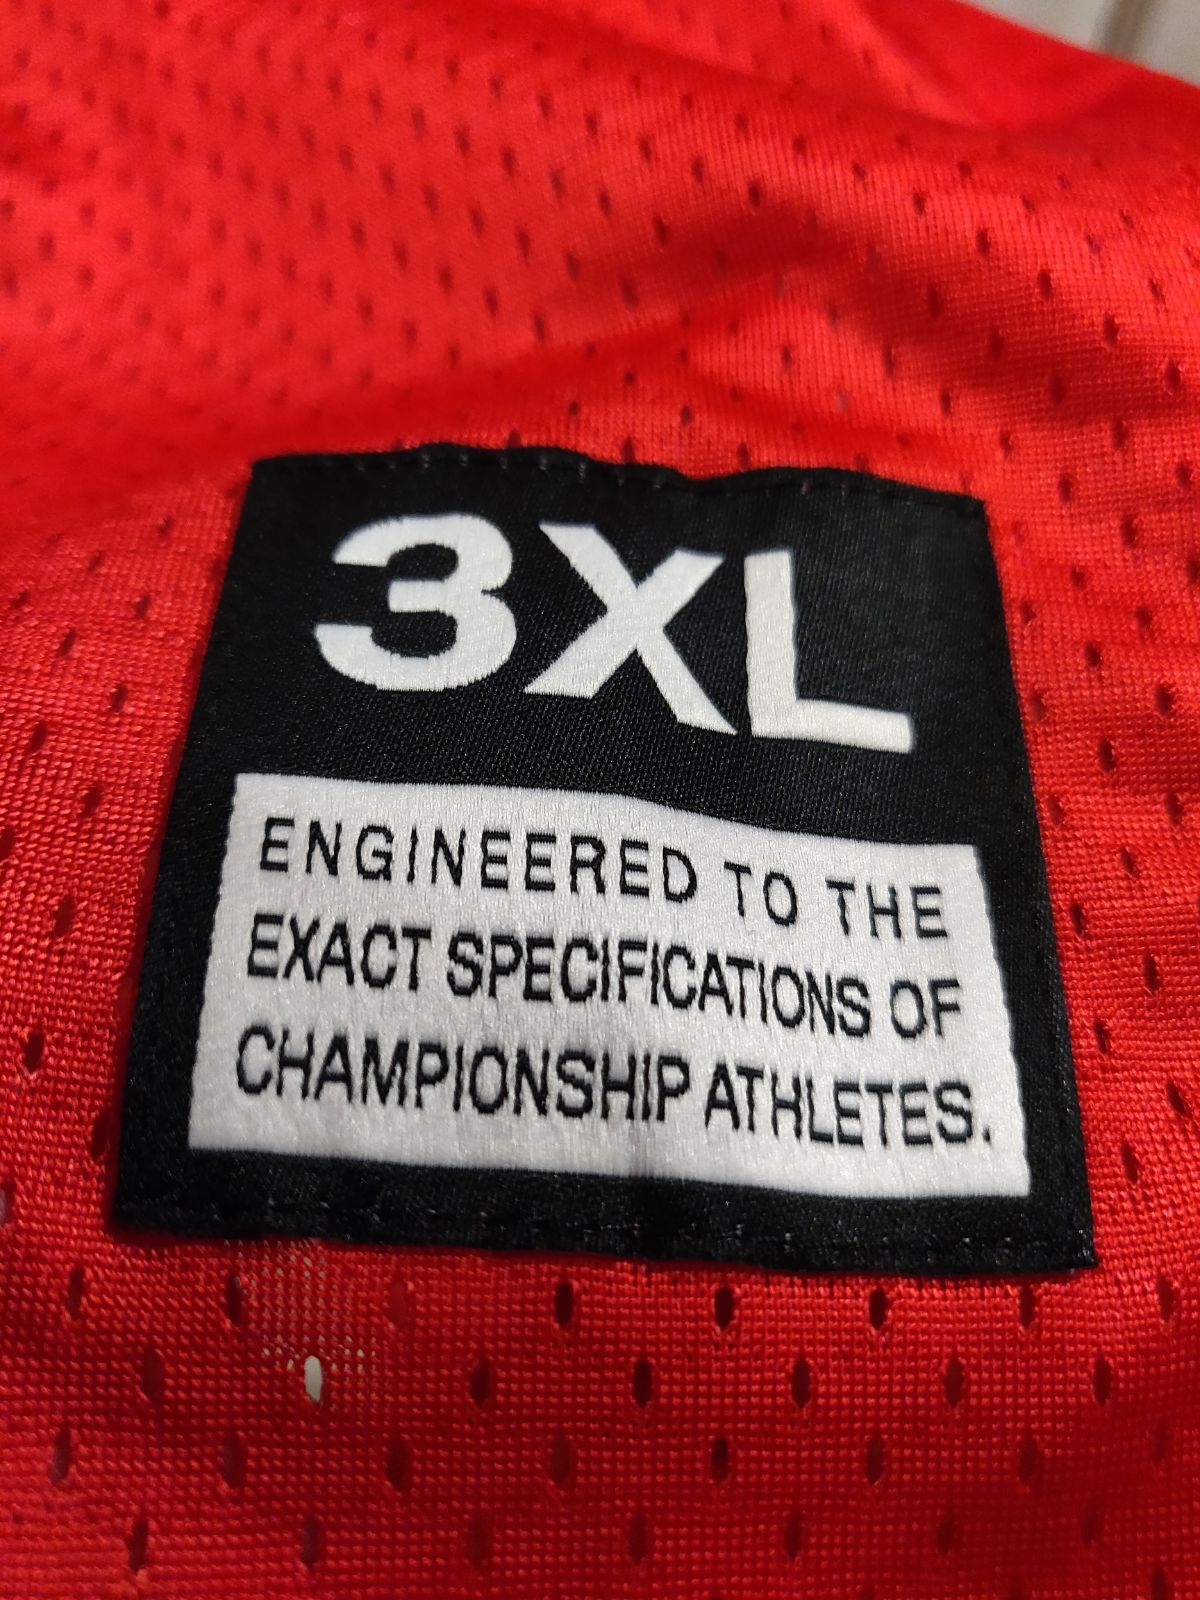 3XL
ENGINEERED TO THE
EXACT SPECIFICATIONS OF
CHAMPIONSHIP ATHLETES.